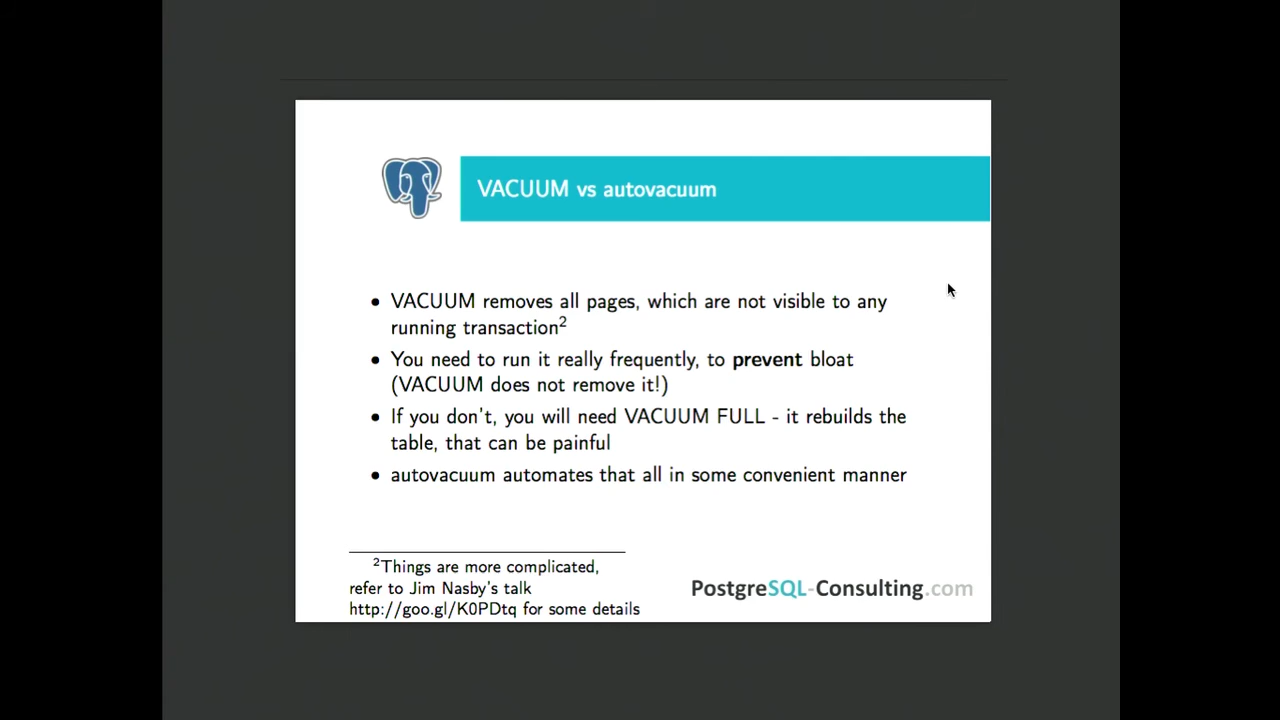 VACUUM vs autovacuum
• VACUUM removes all pages, which are not visible to any
running transaction²
• You need to run it really frequently, to prevent bloat
(VACUUM does not remove it!)
• If you don't, you will need VACUUM FULL - it rebuilds the
table, that can be painful
• autovacuum automates that all in some convenient manner
²Things are more complicated,
refer to Jim Nasby's talk
http://goo.gl/K0PDtq for some details
PostgreSQL-Consulting.com